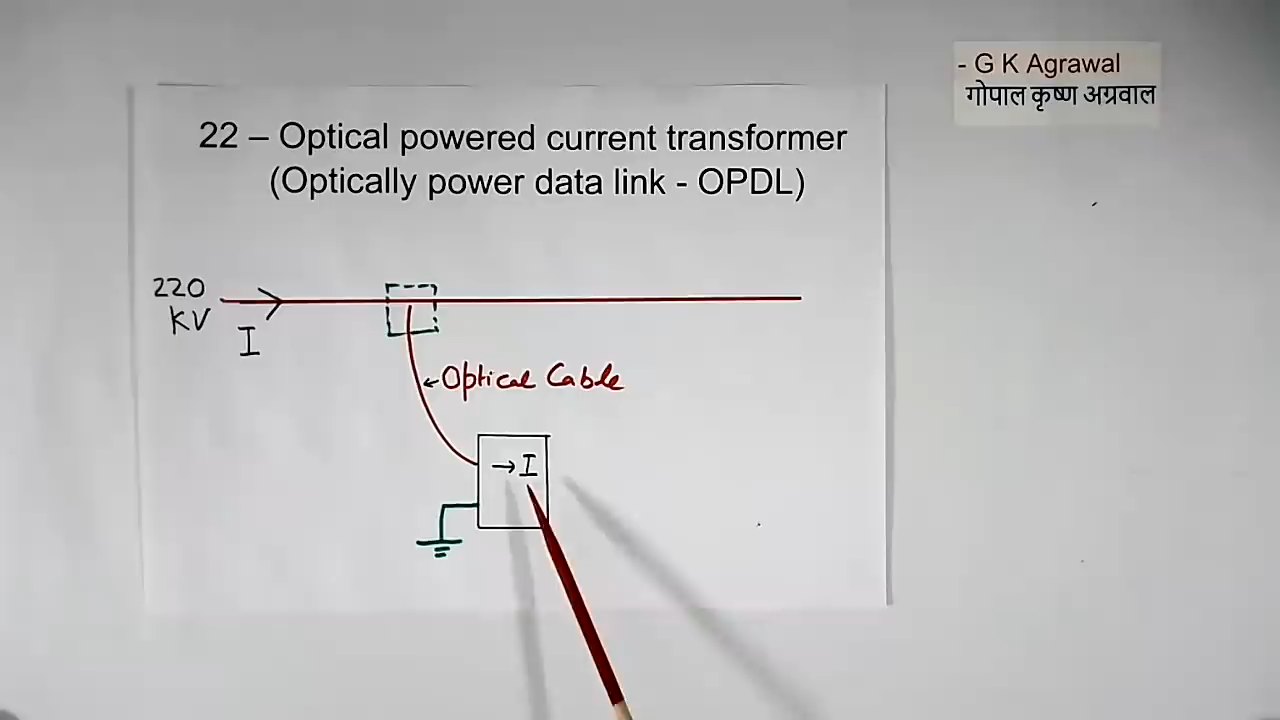 - G K Agrawal
गोपाल कृष्ण अग्रवाल
22 – Optical powered current transformer
(Optically power data link - OPDL)
220
KV
I
←Optical Cable
→I